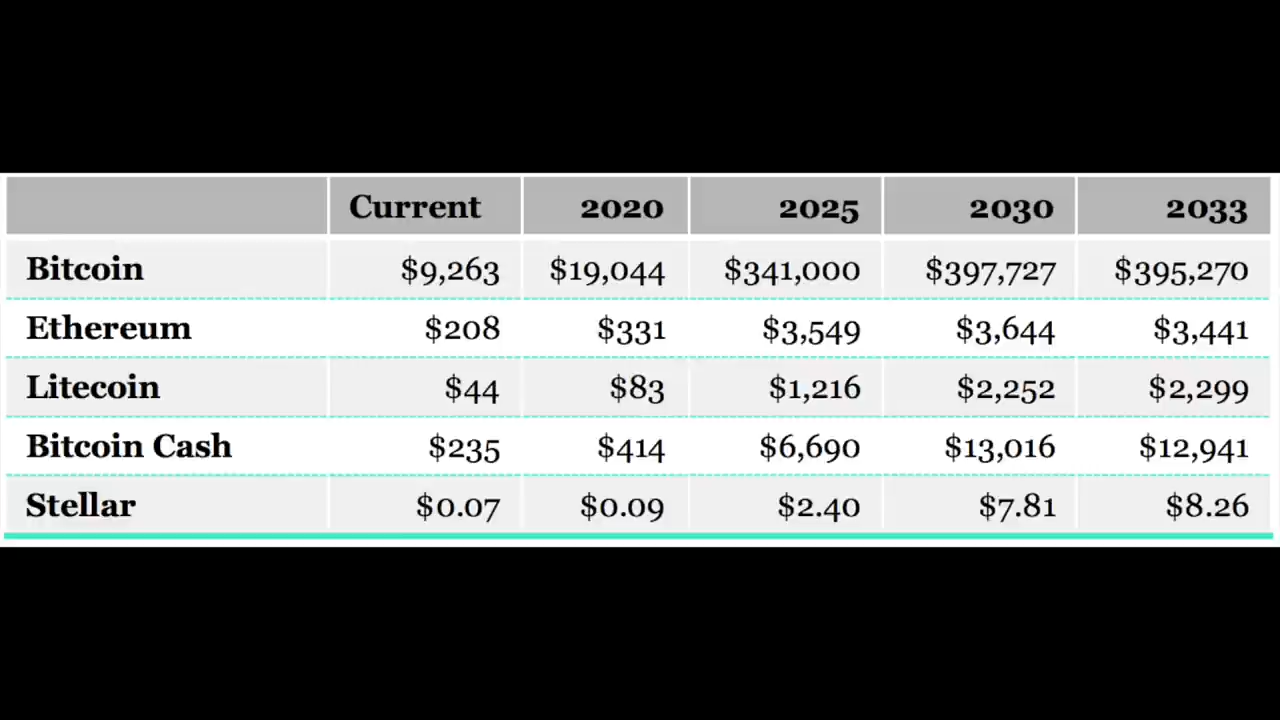 Current 2020 2025 2030 2033
Bitcoin $9,263 $19,044 $341,000 $397,727 $395,270
Ethereum $208 $331 $3,549 $3,644 $3,441
Litecoin $44 $83 $1,216 $2,252 $2,299
Bitcoin Cash $235 $414 $6,690 $13,016 $12,941
Stellar $0.07 $0.09 $2.40 $7.81 $8.26